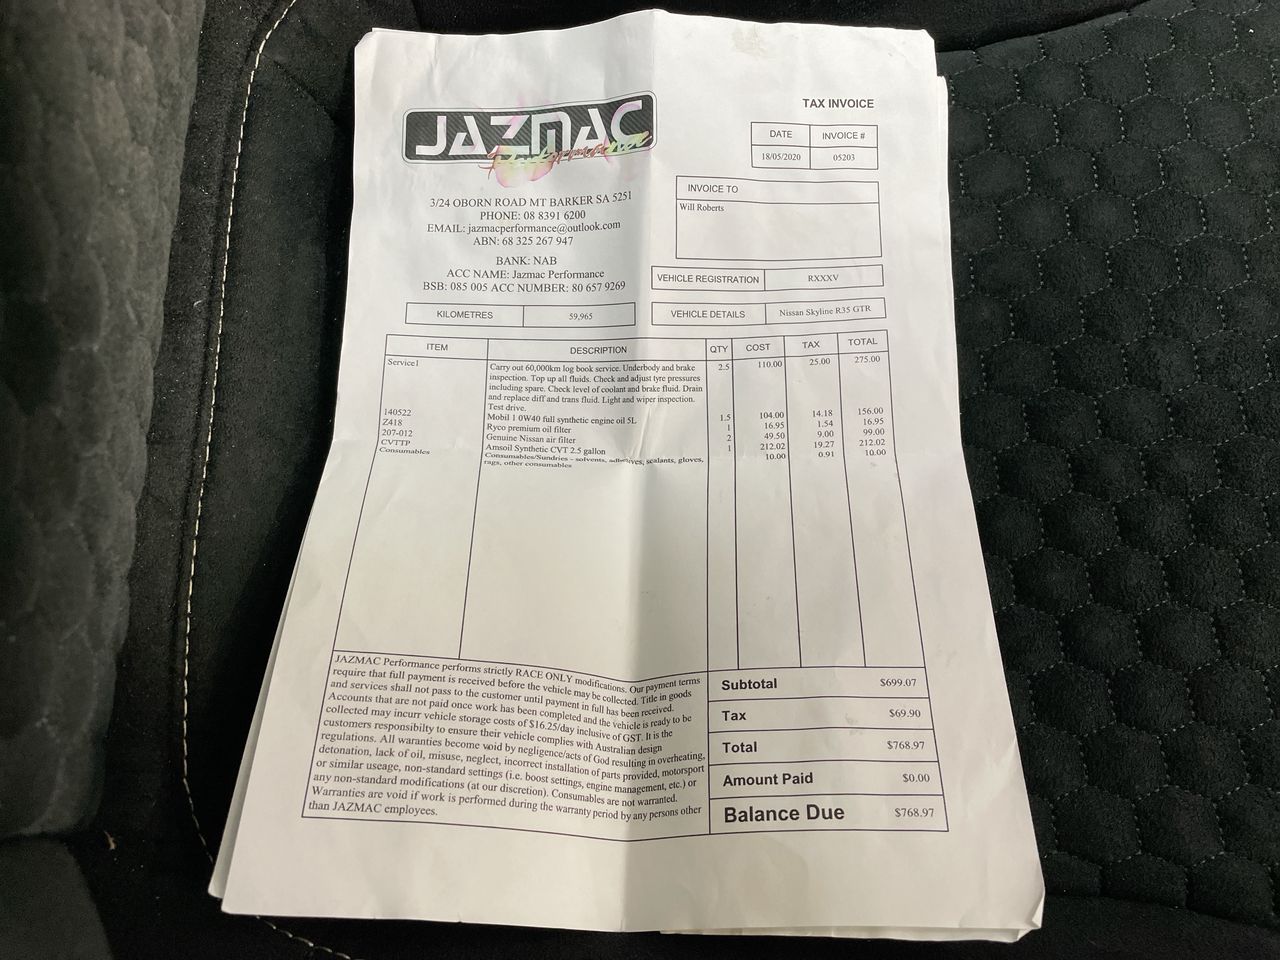 JAZMAC
Performance
TAX INVOICE
DATE INVOICE #
18/05/2020 05203
3/24 OBORN ROAD MT BARKER SA 5251
PHONE: 08 8391 6200
EMAIL: jazmacperformance@outlook.com
ABN: 68 325 267 947
BANK: NAB
ACC NAME: Jazmac Performance
BSB: 085 005 ACC NUMBER: 80 657 9269
INVOICE TO
Will Roberts
VEHICLE REGISTRATION RXXXV
KILOMETRES 59,965
VEHICLE DETAILS Nissan Skyline R35 GTR
ITEM DESCRIPTION QTY COST TAX TOTAL
Service1 Carry out 60,000km log book service. Underbody and brake 2.5 110.00 25.00 275.00
inspection. Top up all fluids. Check and adjust tyre pressures
including spare. Check level of coolant and brake fluid. Drain
and replace diff and trans fluid. Light and wiper inspection.
Test drive.
140522 Mobil 1 0W40 full synthetic engine oil 5L 1.5 104.00 14.18 156.00
Z418 Ryco premium oil filter 1 16.95 1.54 16.95
207-012 Genuine Nissan air filter 2 49.50 9.00 99.00
CVTTP Amsoil Synthetic CVT 2.5 gallon 1 212.02 19.27 212.02
Consumables Consumables/Sundries - solvents, adhesives, sealants, gloves, 10.00 0.91 10.00
rags, other consumables
JAZMAC Performance performs strictly RACE ONLY modifications. Our payment terms
require that full payment is received before the vehicle may be collected. Title in goods
and services shall not pass to the customer until payment in full has been received.
Accounts that are not paid once work has been completed and the vehicle is ready to be
collected may incurr vehicle storage costs of $16.25/day inclusive of GST. It is the
customers responsibilty to ensure their vehicle complies with Australian design
regulations. All waranties become void by negligence/acts of God resulting in overheating,
detonation, lack of oil, misuse, neglect, incorrect installation of parts provided, motorsport
or similar useage, non-standard settings (i.e. boost settings, engine management, etc.) or
any non-standard modifications (at our discretion). Consumables are not warranted.
Warranties are void if work is performed during the warranty period by any persons other
than JAZMAC employees.
Subtotal $699.07
Tax $69.90
Total $768.97
Amount Paid $0.00
Balance Due $768.97